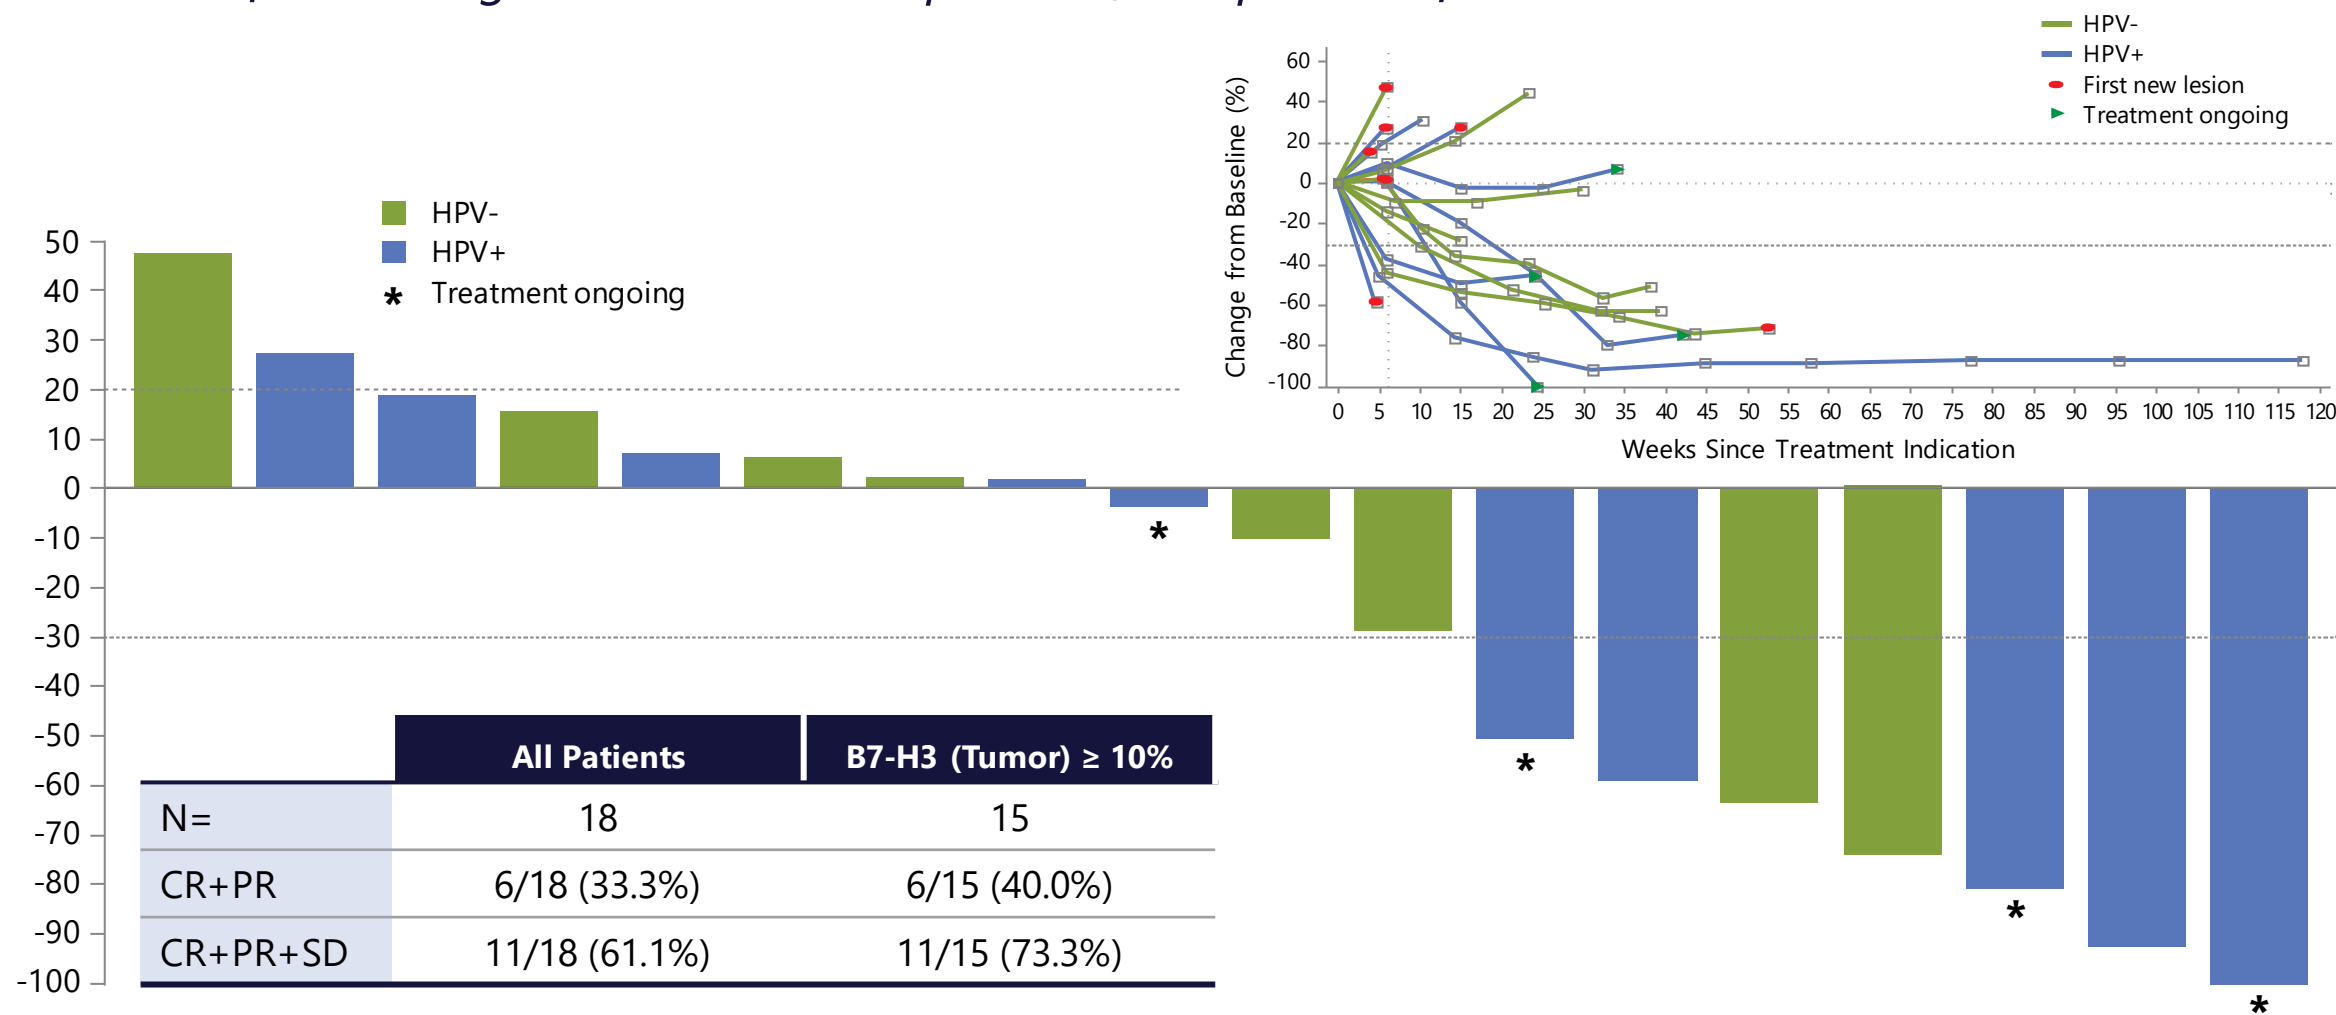 HPV-
HPV+
First new lesion
Treatment ongoing
Change from Baseline (%)
60
40
20
0
-20
-40
-60
-80
-100
0 5 10 15 20 25 30 35 40 45 50 55 60 65 70 75 80 85 90 95 100 105 110 115 120
Weeks Since Treatment Indication
HPV-
HPV+
* Treatment ongoing
50
40
30
20
10
0
-10
-20
-30
-40
-50
-60
-70
-80
-90
-100
*
*
*
*
All Patients B7-H3 (Tumor) ≥ 10%
N= 18 15
CR+PR 6/18 (33.3%) 6/15 (40.0%)
CR+PR+SD 11/18 (61.1%) 11/15 (73.3%)